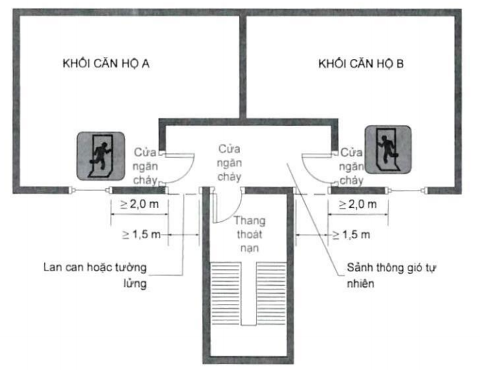 KHỐI CĂN HỘ A
KHỐI CĂN HỘ B
Cửa
ngăn
cháy
Cửa
ngăn
cháy
Cửa
ngăn
cháy
≥ 2,0 m
≥ 2,0 m
≥ 1,5 m
≥ 1,5 m
Thang
thoát
nạn
Lan can hoặc tường
lửng
Sảnh thông gió tự
nhiên